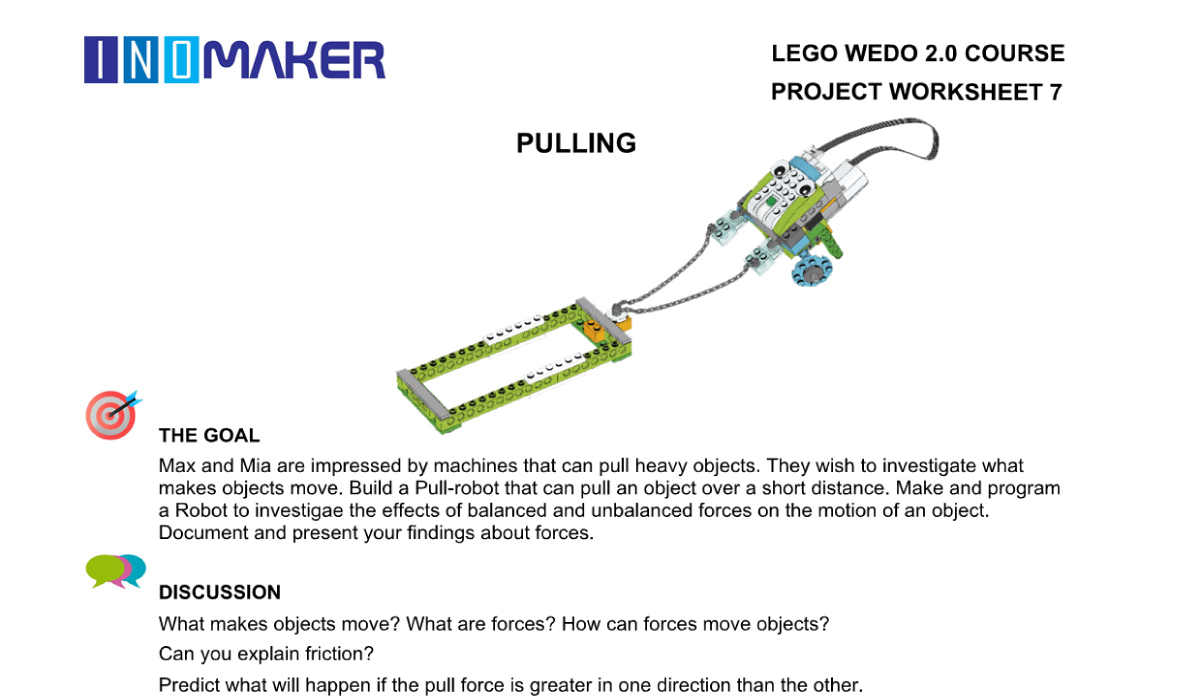 INOMAKER
LEGO WEDO 2.0 COURSE
PROJECT WORKSHEET 7
PULLING
THE GOAL
Max and Mia are impressed by machines that can pull heavy objects. They wish to investigate what
makes objects move. Build a Pull-robot that can pull an object over a short distance. Make and program
a Robot to investigae the effects of balanced and unbalanced forces on the motion of an object.
Document and present your findings about forces.
DISCUSSION
What makes objects move? What are forces? How can forces move objects?
Can you explain friction?
Predict what will happen if the pull force is greater in one direction than the other.